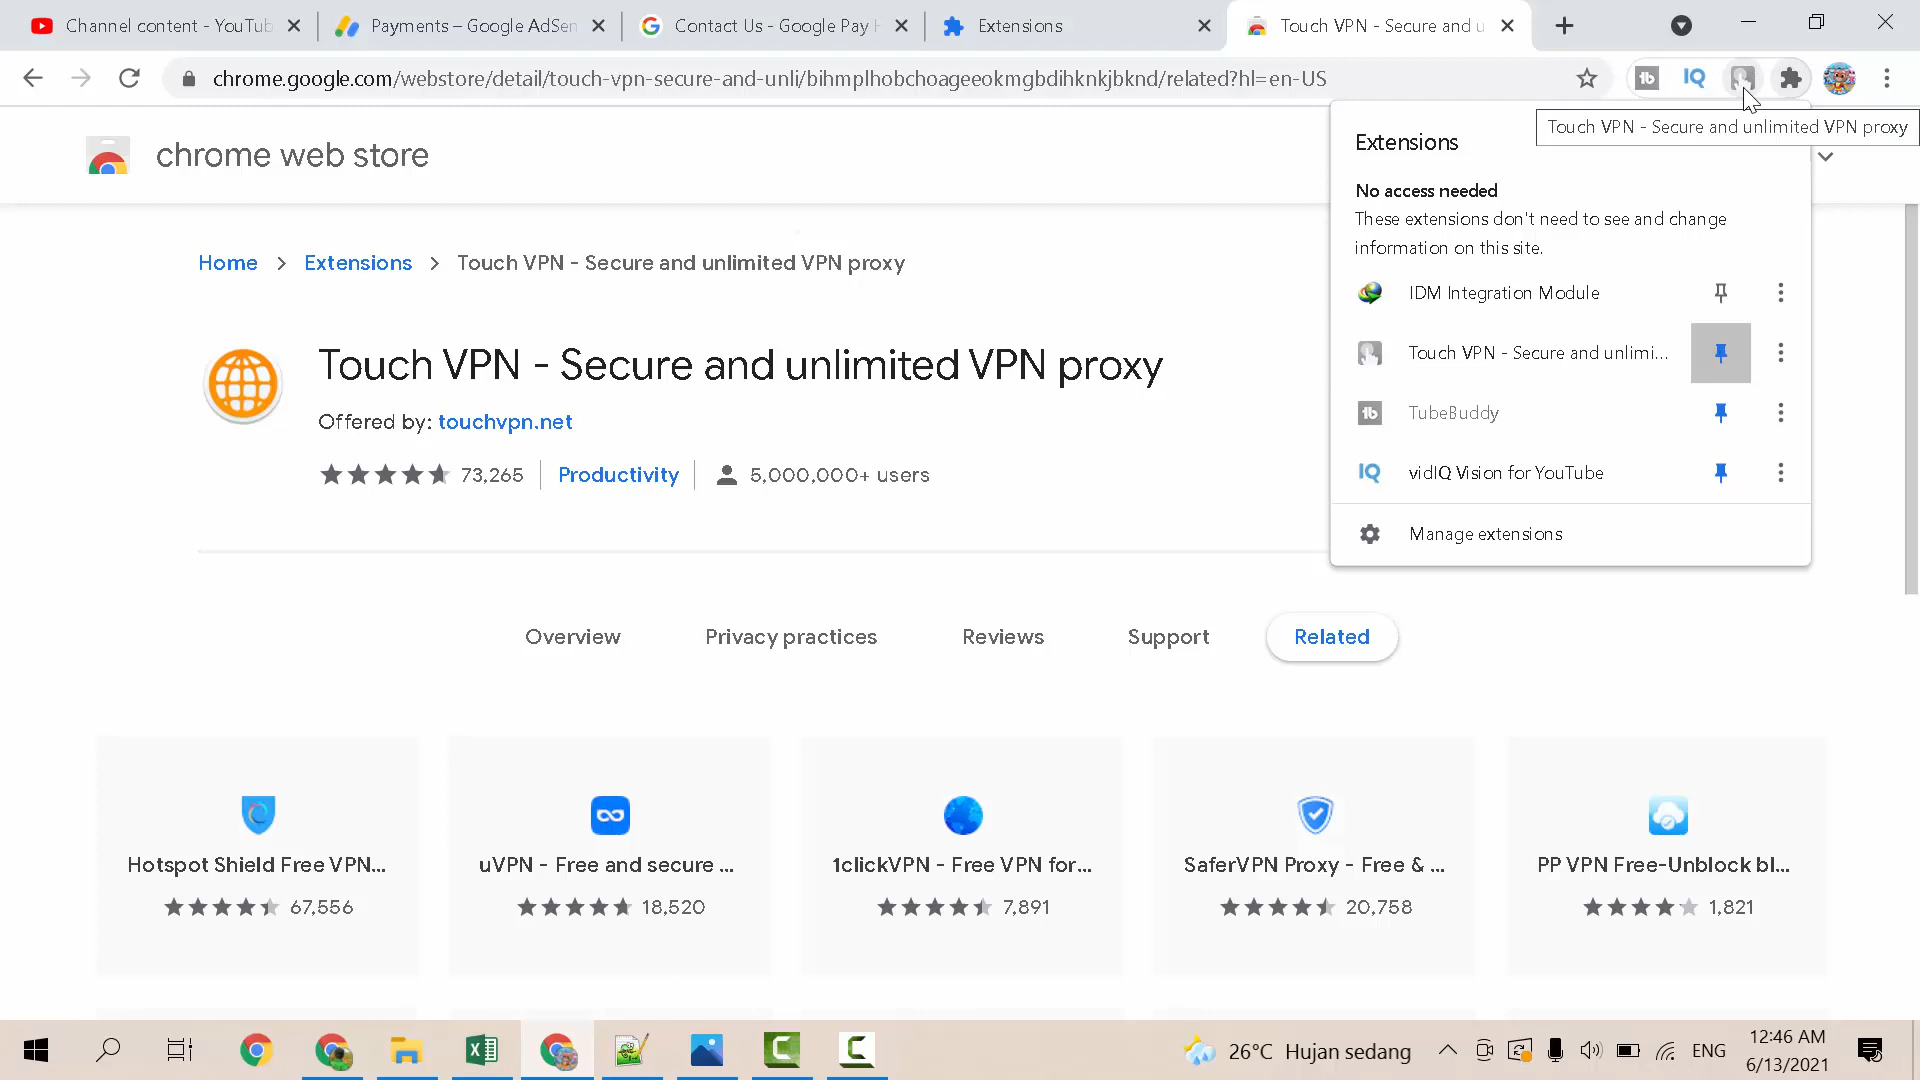 Channel content - YouTub
Payments – Google AdSen
Contact Us - Google Pay H
Extensions
Touch VPN - Secure and u
chrome.google.com/webstore/detail/touch-vpn-secure-and-unli/bihmplhobchoageeokmgbdihknkjbknd/related?hl=en-US
Touch VPN - Secure and unlimited VPN proxy
chrome web store
Extensions
No access needed
These extensions don't need to see and change
information on this site.
IDM Integration Module
Touch VPN - Secure and unlimi...
TubeBuddy
vidIQ Vision for YouTube
Manage extensions
Home > Extensions > Touch VPN - Secure and unlimited VPN proxy
Touch VPN - Secure and unlimited VPN proxy
Offered by: touchvpn.net
73,265
Productivity
5,000,000+ users
Overview
Privacy practices
Reviews
Support
Related
Hotspot Shield Free VPN...
67,556
uVPN - Free and secure ...
18,520
1clickVPN - Free VPN for...
7,891
SaferVPN Proxy - Free & ...
20,758
PP VPN Free-Unblock bl...
1,821
26°C Hujan sedang
ENG
12:46 AM
6/13/2021